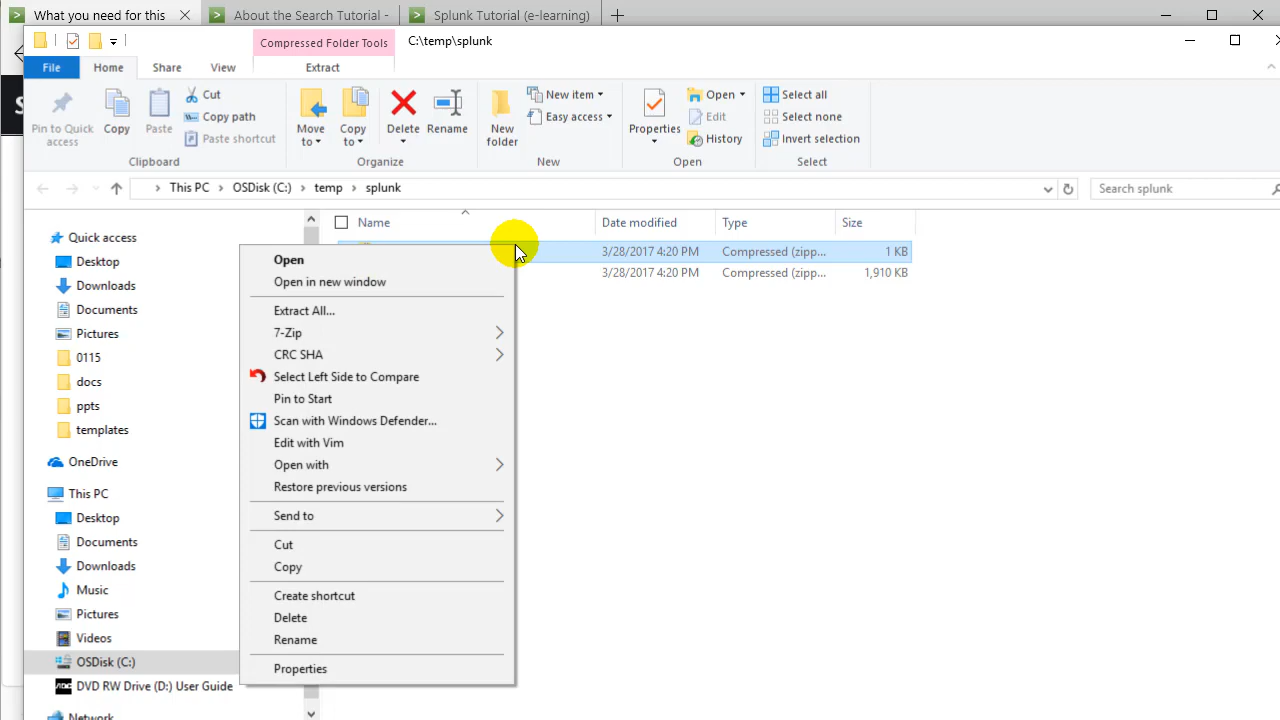 What you need for this
About the Search Tutorial -
Splunk Tutorial (e-learning)
Compressed Folder Tools
C:\temp\splunk
File
Home
Share
View
Extract
Pin to Quick access
Copy
Paste
Cut
Copy path
Paste shortcut
Clipboard
Move to
Copy to
Delete
Rename
Organize
New folder
New item
Easy access
New
Properties
Open
Edit
History
Open
Select all
Select none
Invert selection
Select
This PC
OSDisk (C:)
temp
splunk
Search splunk
Name
Date modified
Type
Size
3/28/2017 4:20 PM
Compressed (zipp...
1 KB
3/28/2017 4:20 PM
Compressed (zipp...
1,910 KB
Quick access
Desktop
Downloads
Documents
Pictures
0115
docs
ppts
templates
OneDrive
This PC
Desktop
Documents
Downloads
Music
Pictures
Videos
OSDisk (C:)
DVD RW Drive (D:) User Guide
Network
Open
Open in new window
Extract All...
7-Zip
CRC SHA
Select Left Side to Compare
Pin to Start
Scan with Windows Defender...
Edit with Vim
Open with
Restore previous versions
Send to
Cut
Copy
Create shortcut
Delete
Rename
Properties